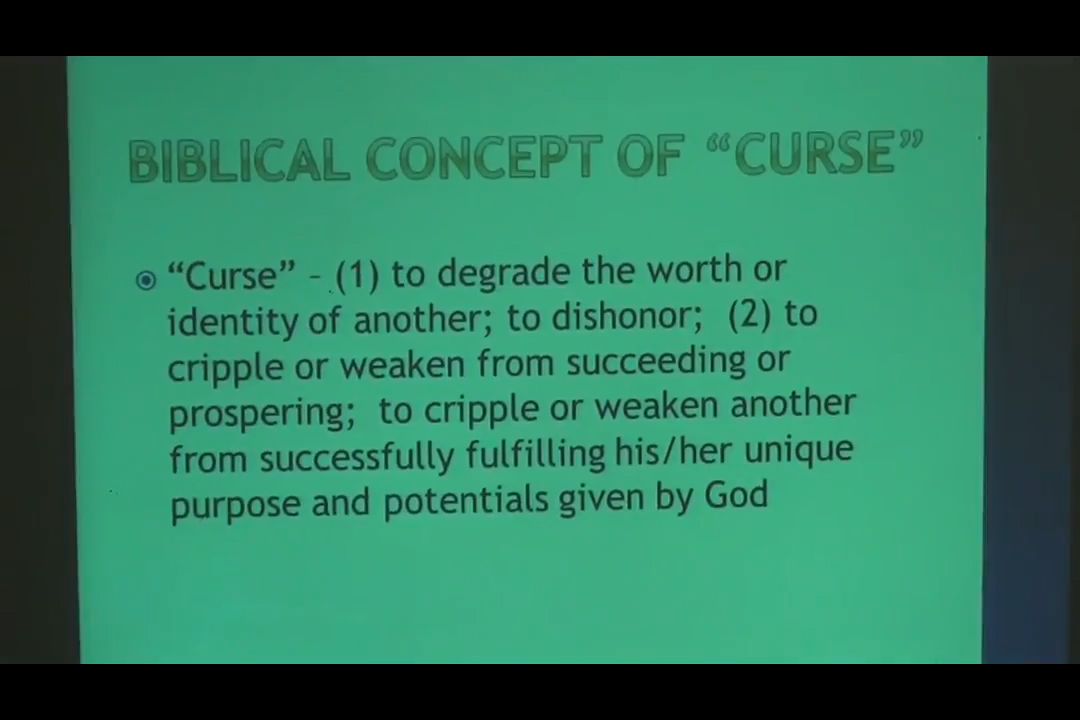 BIBLICAL CONCEPT OF “CURSE”
“Curse” – (1) to degrade the worth or
identity of another; to dishonor; (2) to
cripple or weaken from succeeding or
prospering; to cripple or weaken another
from successfully fulfilling his/her unique
purpose and potentials given by God